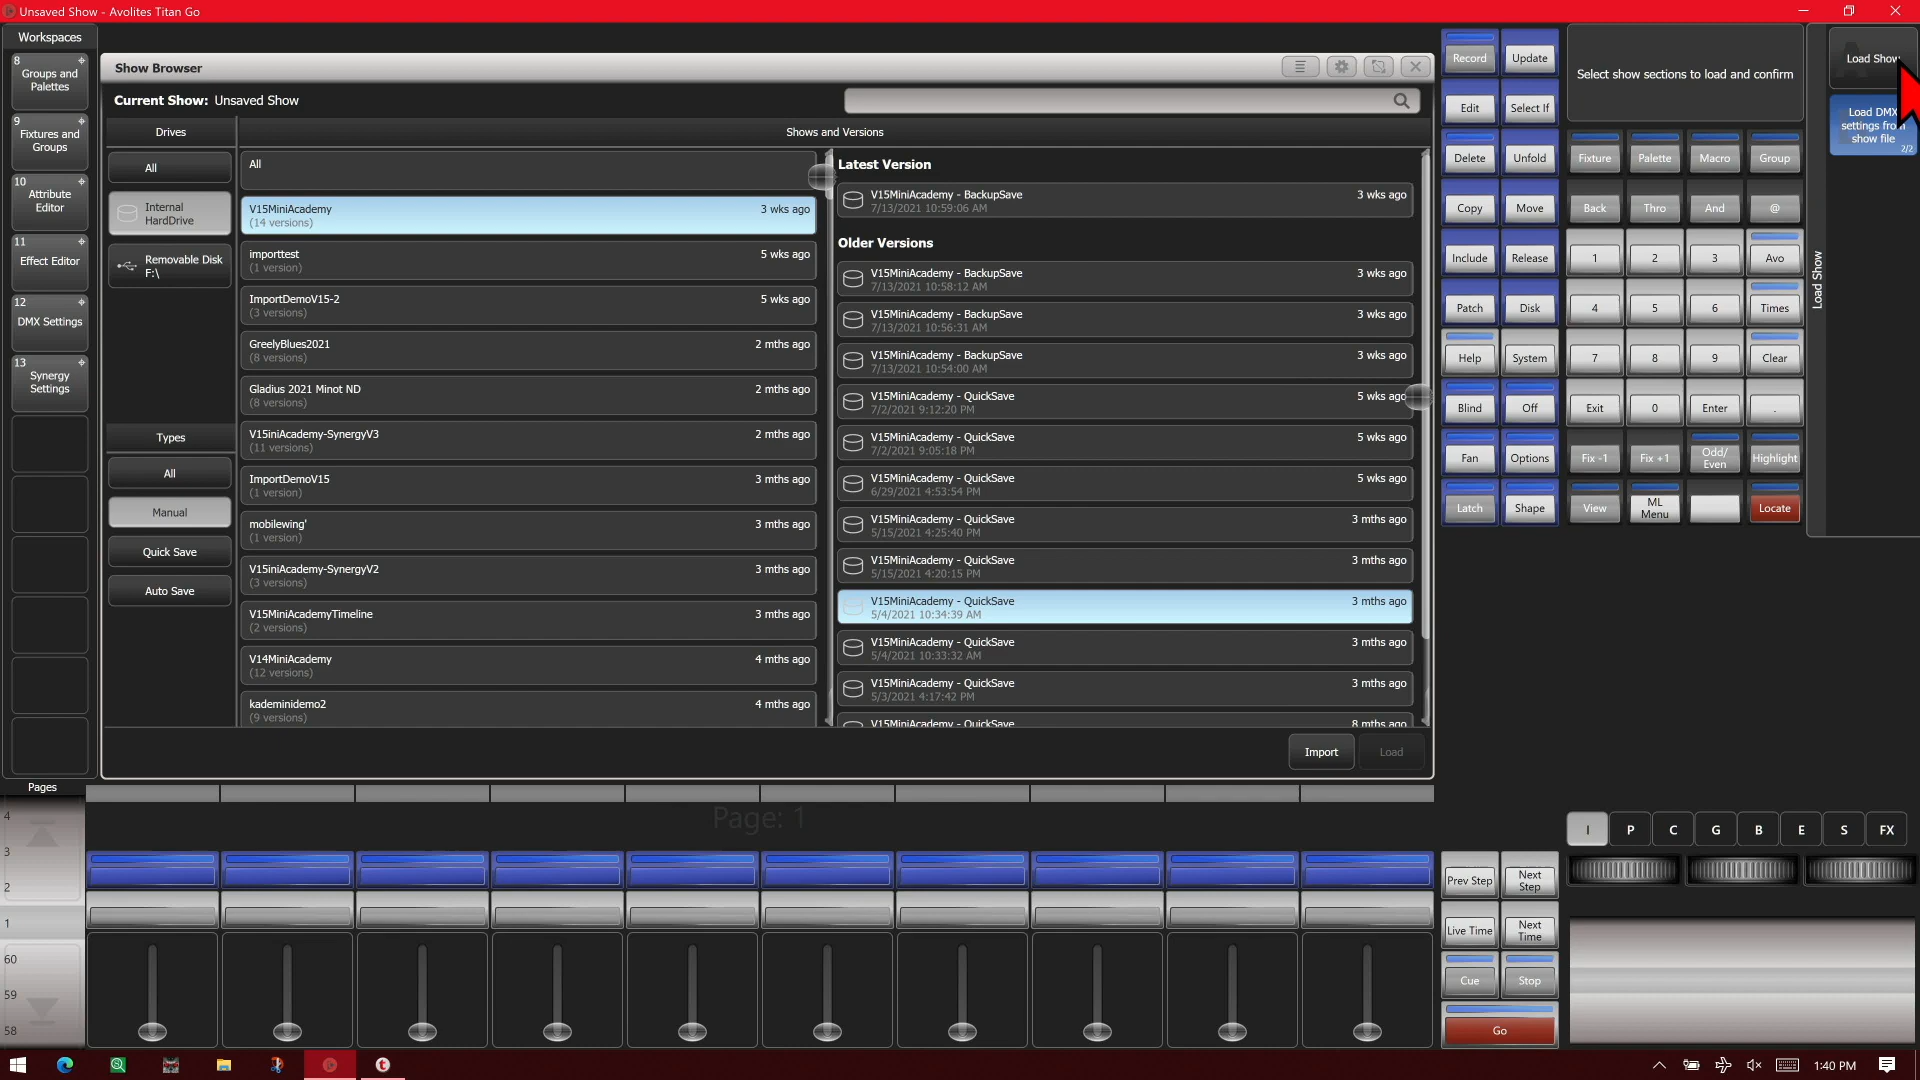 Unsaved Show - Avolites Titan Go
Workspaces
8
Groups and
Palettes
9
Fixtures and
Groups
10
Attribute
Editor
11
Effect Editor
12
DMX Settings
13
Synergy
Settings
Show Browser
Current Show: Unsaved Show
Drives
All
Internal
HardDrive
Removable Disk
F:\
Types
All
Manual
Quick Save
Auto Save
Shows and Versions
All
V15MiniAcademy 3 wks ago
(14 versions)
importtest 5 wks ago
(1 version)
ImportDemoV15-2 5 wks ago
(3 versions)
GreelyBlues2021 2 mths ago
(8 versions)
Gladius 2021 Minot ND 2 mths ago
(8 versions)
V15iniAcademy-SynergyV3 2 mths ago
(11 versions)
ImportDemoV15 3 mths ago
(1 version)
mobilewing' 3 mths ago
(1 version)
V15iniAcademy-SynergyV2 3 mths ago
(3 versions)
V15MiniAcademyTimeline 3 mths ago
(2 versions)
V14MiniAcademy 4 mths ago
(12 versions)
kademinidemo2 4 mths ago
(9 versions)
Latest Version
V15MiniAcademy - BackupSave 3 wks ago
7/13/2021 10:59:06 AM
Older Versions
V15MiniAcademy - BackupSave 3 wks ago
7/13/2021 10:58:12 AM
V15MiniAcademy - BackupSave 3 wks ago
7/13/2021 10:56:31 AM
V15MiniAcademy - BackupSave 3 wks ago
7/13/2021 10:54:00 AM
V15MiniAcademy - QuickSave 5 wks ago
7/2/2021 9:12:20 PM
V15MiniAcademy - QuickSave 5 wks ago
7/2/2021 9:05:18 PM
V15MiniAcademy - QuickSave 5 wks ago
6/29/2021 4:53:54 PM
V15MiniAcademy - QuickSave 3 mths ago
5/15/2021 4:25:40 PM
V15MiniAcademy - QuickSave 3 mths ago
5/15/2021 4:20:15 PM
V15MiniAcademy - QuickSave 3 mths ago
5/4/2021 10:34:39 AM
V15MiniAcademy - QuickSave 3 mths ago
5/4/2021 10:33:32 AM
V15MiniAcademy - QuickSave 3 mths ago
5/3/2021 4:17:42 PM
V15MiniAcademy - QuickSave 8 mths ago
Import Load
Record Update
Edit Select If
Delete Unfold
Copy Move
Include Release
Patch Disk
Help System
Blind Off
Fan Options
Latch Shape
Select show sections to load and confirm
Fixture Palette Macro Group
Back Thro And @
1 2 3 Avo
4 5 6 Times
7 8 9 Clear
Exit 0 Enter .
Fix -1 Fix +1 Odd/
Even Highlight
View ML
Menu Locate
Load Show
Load Show
Load DMX
settings from
show file
2/2
Pages
4
3
2
1
60
59
58
Page: 1
Prev Step Next
Step
Live Time Next
Time
Cue Stop
Go
I P C G B E S FX
1:40 PM